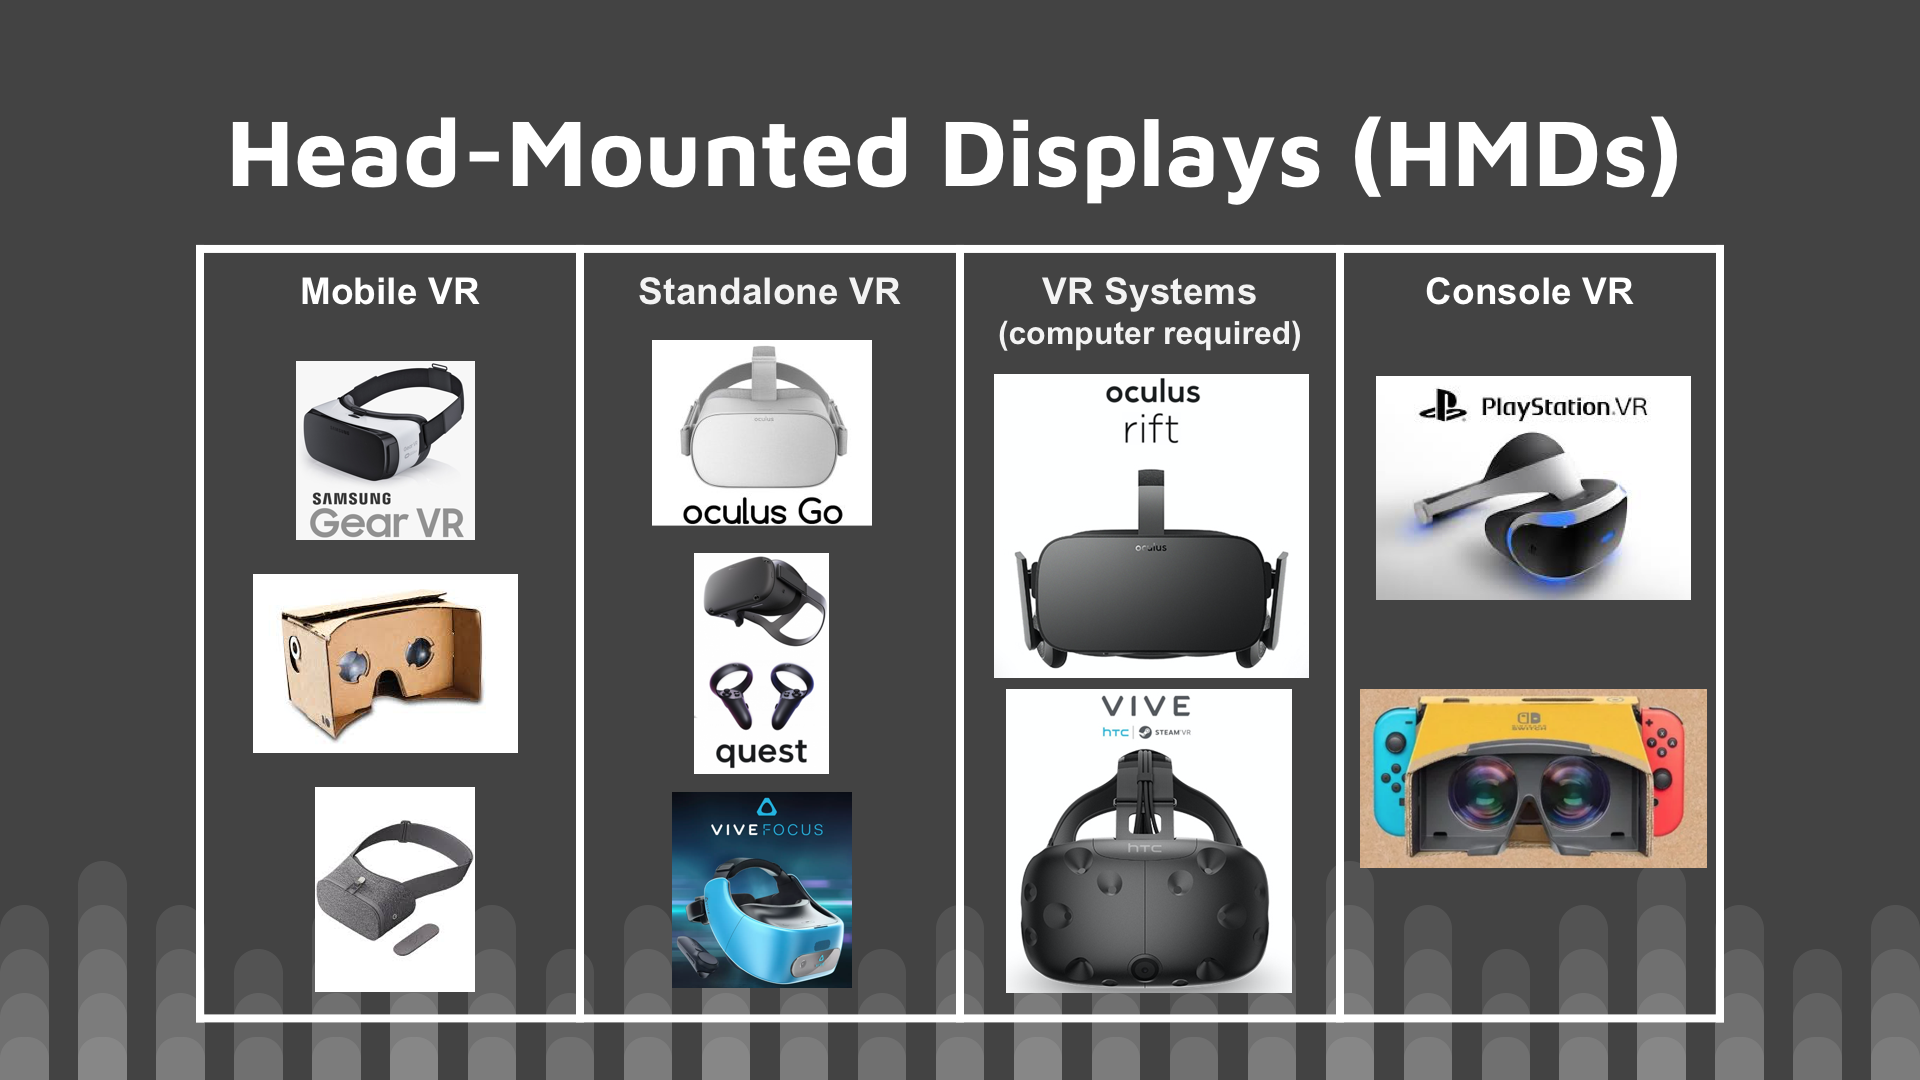 Head-Mounted Displays (HMDs)
Mobile VR
SAMSUNG
Gear VR
Standalone VR
oculus
oculus Go
quest
VIVE FOCUS
VR Systems
(computer required)
oculus
rift
oculus
VIVE
hTC | STEAM VR
hTC
Console VR
PlayStation.VR